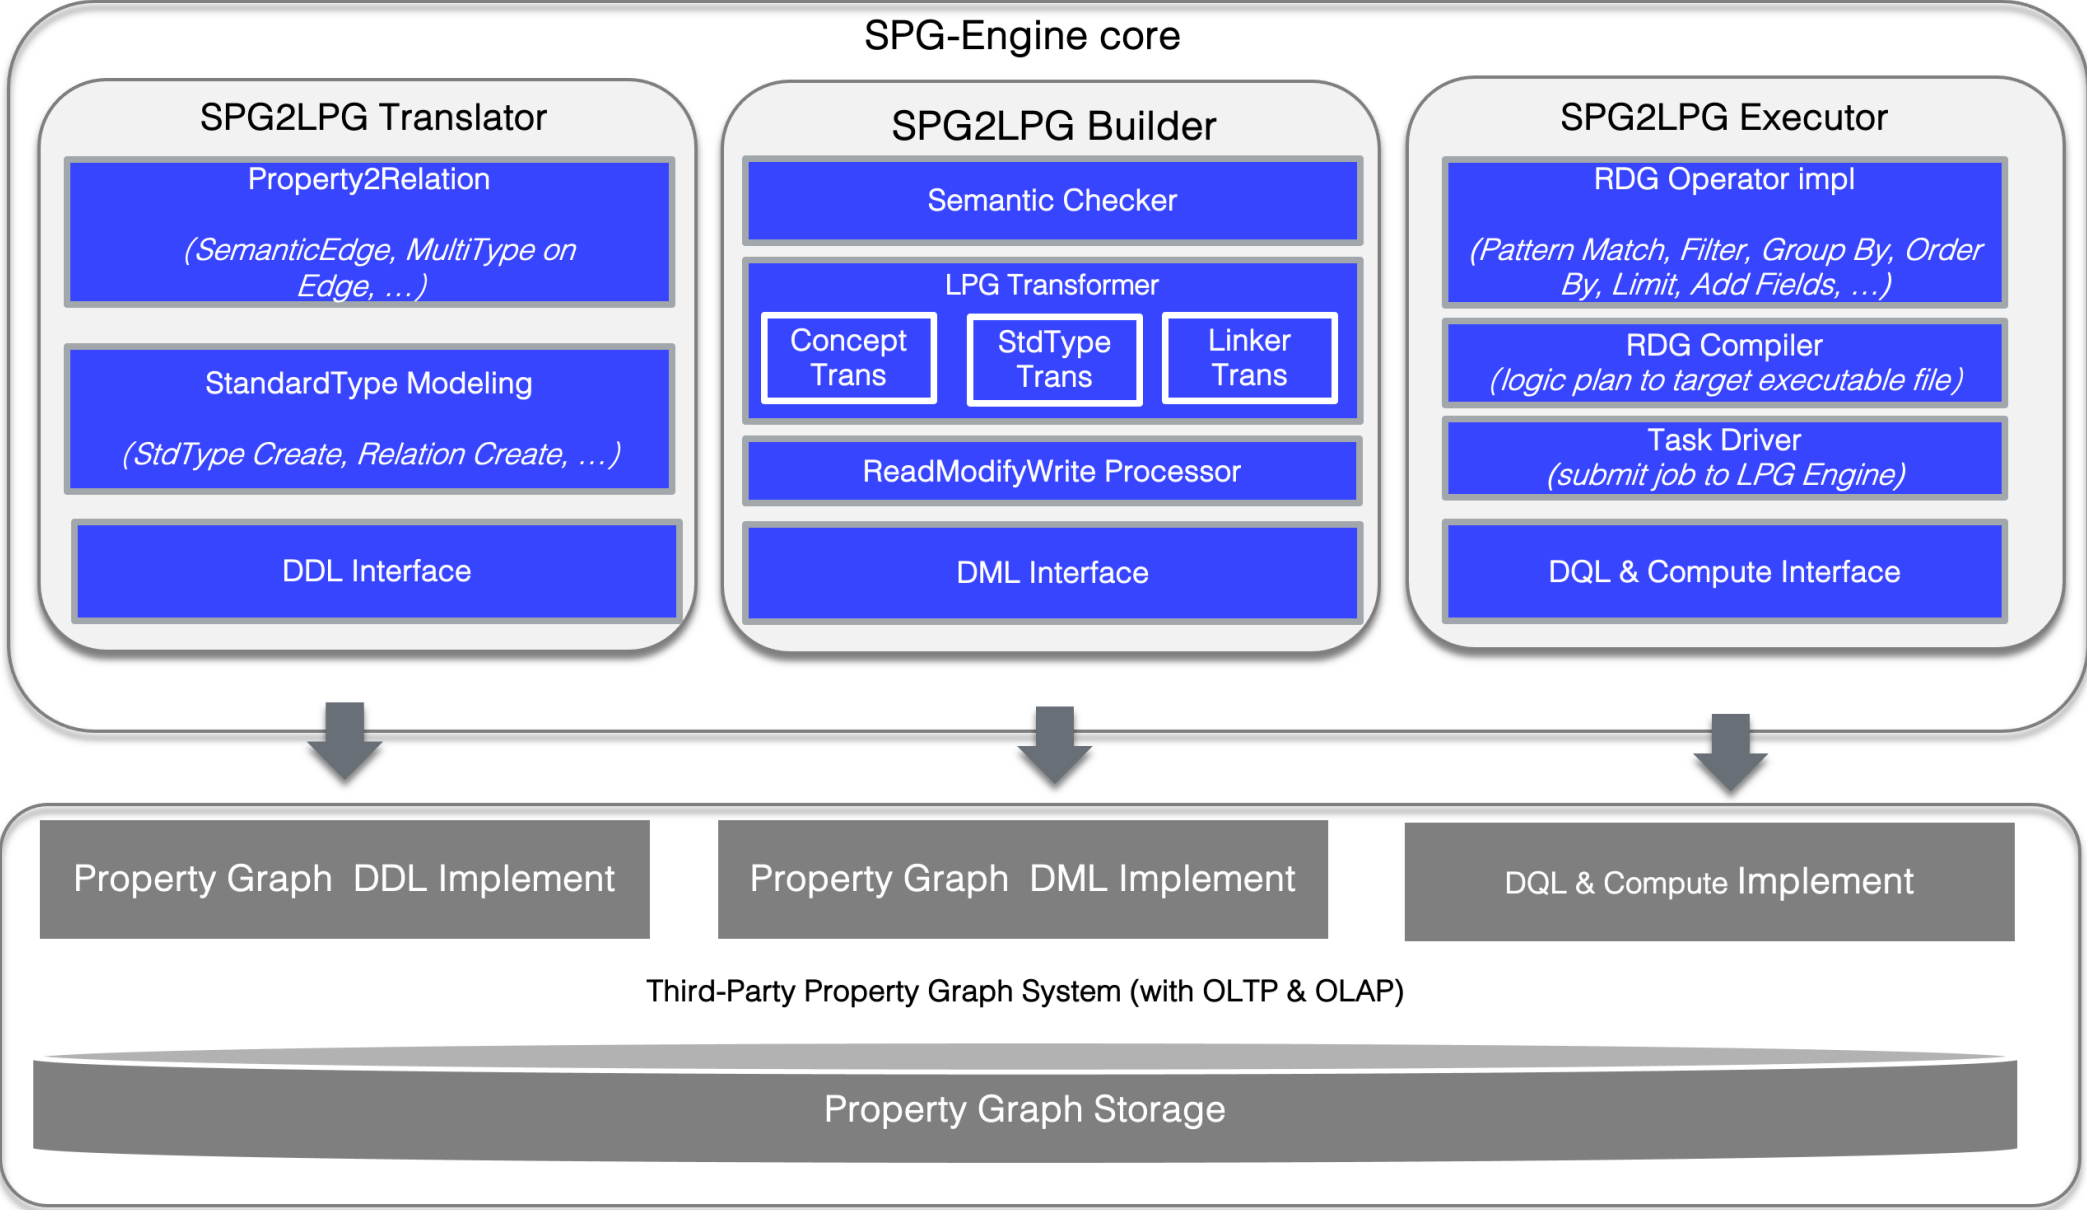 SPG-Engine core
SPG2LPG Translator
Property2Relation
(SemanticEdge, MultiType on
Edge, ...)
StandardType Modeling
(StdType Create, Relation Create, ...)
DDL Interface
SPG2LPG Builder
Semantic Checker
LPG Transformer
Concept
Trans
StdType
Trans
Linker
Trans
ReadModifyWrite Processor
DML Interface
SPG2LPG Executor
RDG Operator impl
(Pattern Match, Filter, Group By, Order
By, Limit, Add Fields, ...)
RDG Compiler
(logic plan to target executable file)
Task Driver
(submit job to LPG Engine)
DQL & Compute Interface
Property Graph  DDL Implement
Property Graph  DML Implement
DQL & Compute Implement
Third-Party Property Graph System (with OLTP & OLAP)
Property Graph Storage